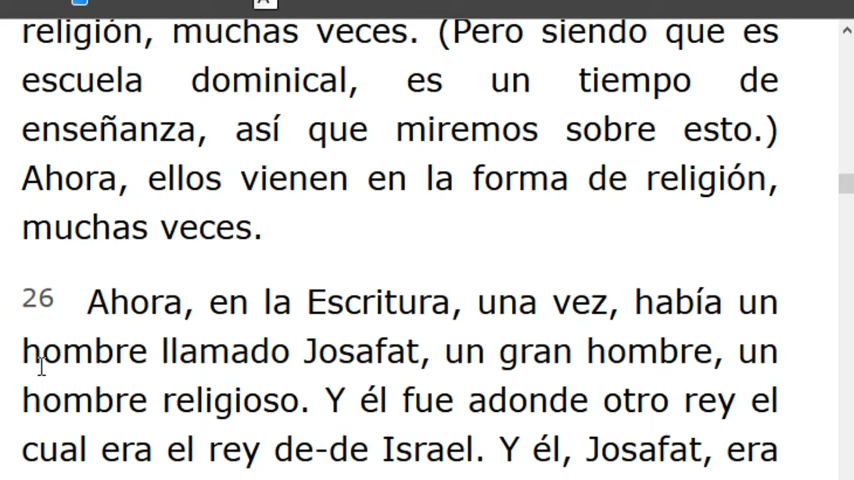 religión, muchas veces. (Pero siendo que es
escuela dominical, es un tiempo de
enseñanza, así que miremos sobre esto.)
Ahora, ellos vienen en la forma de religión,
muchas veces.
26 Ahora, en la Escritura, una vez, había un
hombre llamado Josafat, un gran hombre, un
hombre religioso. Y él fue adonde otro rey el
cual era el rey de-de Israel. Y él, Josafat, era